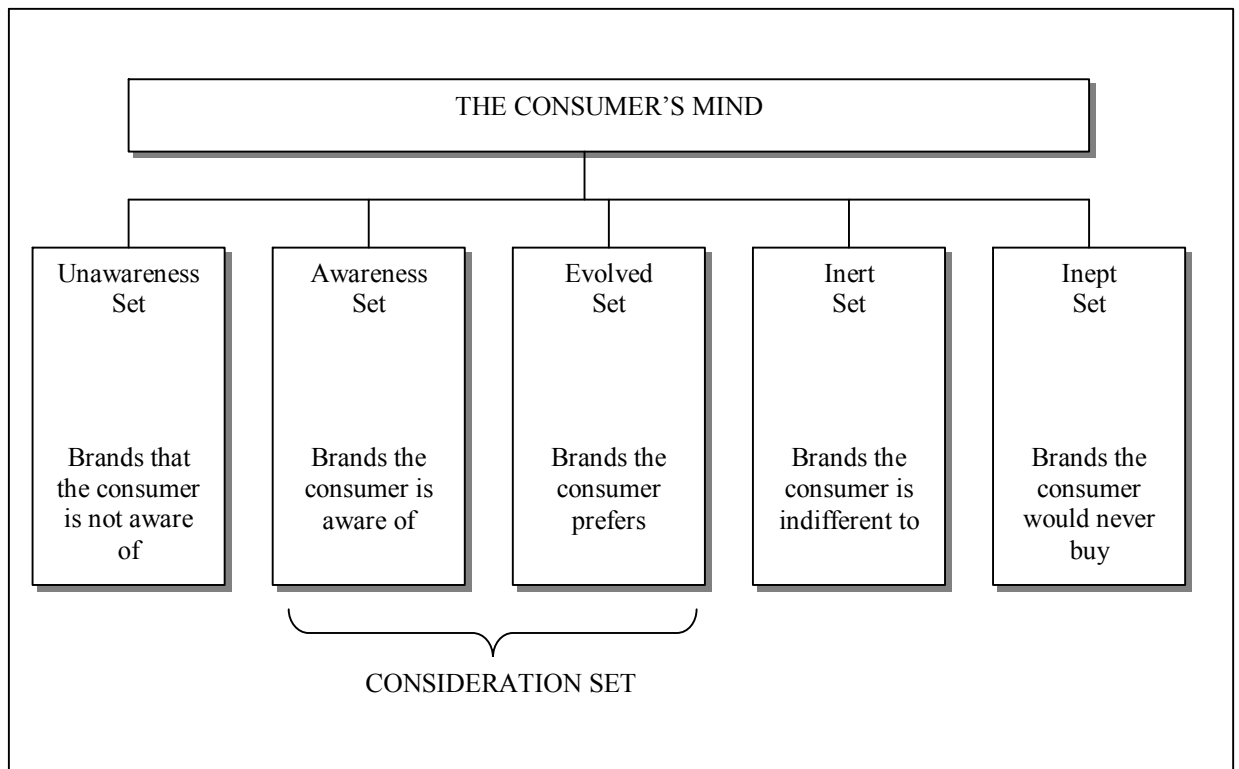 THE CONSUMER’S MIND
Unawareness
Set
Brands that
the consumer
is not aware
of
Awareness
Set
Brands the
consumer is
aware of
Evolved
Set
Brands the
consumer
prefers
Inert
Set
Brands the
consumer is
indifferent to
Inept
Set
Brands the
consumer
would never
buy
CONSIDERATION SET